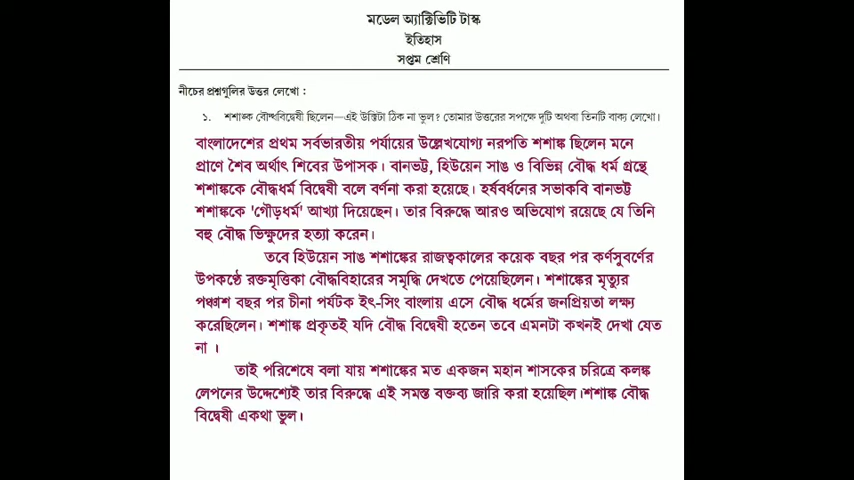 মডেল অ্যাক্টিভিটি টাস্ক
ইতিহাস
সপ্তম শ্রেণি
নীচের প্রশ্নগুলির উত্তর লেখো :
১. শশাঙ্ক বৌদ্ধবিদ্বেষী ছিলেন—এই উক্তিটা ঠিক না ভুল? তোমার উত্তরের সপক্ষে দুটি অথবা তিনটি বাক্য লেখো।
বাংলাদেশের প্রথম সর্বভারতীয় পর্যায়ের উল্লেখযোগ্য নরপতি শশাঙ্ক ছিলেন মনে
প্রাণে শৈব অর্থাৎ শিবের উপাসক। বানভট্ট, হিউয়েন সাঙ ও বিভিন্ন বৌদ্ধ ধর্ম গ্রন্থে
শশাঙ্ককে বৌদ্ধধর্ম বিদ্বেষী বলে বর্ণনা করা হয়েছে। হর্ষবর্ধনের সভাকবি বানভট্ট
শশাঙ্ককে 'গৌড়ধর্ম' আখ্যা দিয়েছেন। তার বিরুদ্ধে আরও অভিযোগ রয়েছে যে তিনি
বহু বৌদ্ধ ভিক্ষুদের হত্যা করেন।
তবে হিউয়েন সাঙ শশাঙ্কের রাজত্বকালের কয়েক বছর পর কর্ণসুবর্ণের
উপকণ্ঠে রক্তমৃত্তিকা বৌদ্ধবিহারের সমৃদ্ধি দেখতে পেয়েছিলেন। শশাঙ্কের মৃত্যুর
পঞ্চাশ বছর পর চীনা পর্যটক ইৎ-সিং বাংলায় এসে বৌদ্ধ ধর্মের জনপ্রিয়তা লক্ষ্য
করেছিলেন। শশাঙ্ক প্রকৃতই যদি বৌদ্ধ বিদ্বেষী হতেন তবে এমনটা কখনই দেখা যেত
না ।
তাই পরিশেষে বলা যায় শশাঙ্কের মত একজন মহান শাসকের চরিত্রে কলঙ্ক
লেপনের উদ্দেশ্যেই তার বিরুদ্ধে এই সমস্ত বক্তব্য জারি করা হয়েছিল।শশাঙ্ক বৌদ্ধ
বিদ্বেষী একথা ভুল।